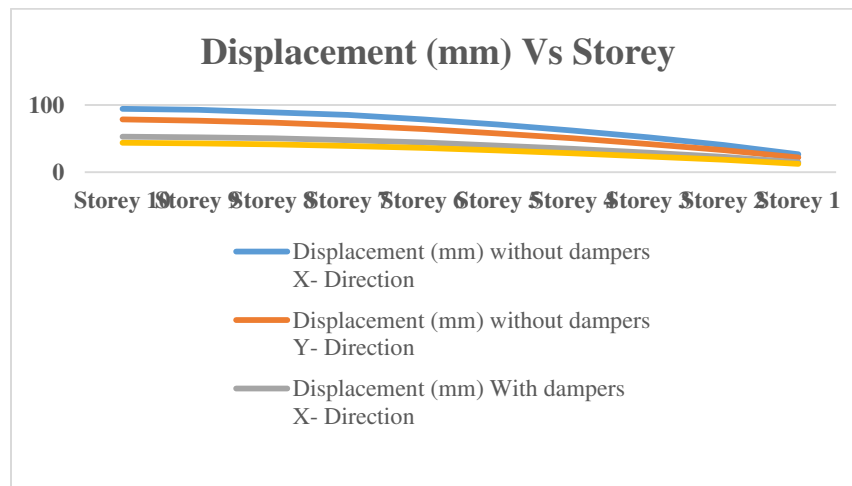 Displacement (mm) Vs Storey
100
0
Storey 10 Storey 9 Storey 8 Storey 7 Storey 6 Storey 5 Storey 4 Storey 3 Storey 2 Storey 1
Displacement (mm) without dampers
X- Direction
Displacement (mm) without dampers
Y- Direction
Displacement (mm) With dampers
X- Direction